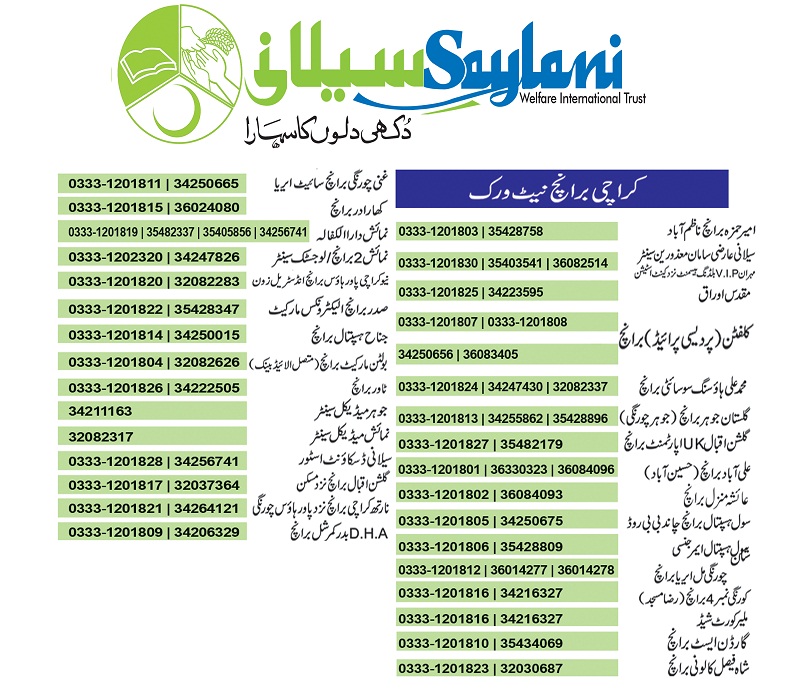 سیلانی Saylani
Welfare International Trust
دُکھی دلوں کا سہارا
کراچی برانچ نیٹ ورک
امیر حمزہ برانچ ناظم آباد 0333-1201803 | 35428758
سیلانی عارضی سامان معذورین سینٹر
مہران V.I.P بلڈنگ بیسمنٹ نزد کینٹ اسٹیشن 0333-1201830 | 35403541 | 36082514
مقدس اوراق 0333-1201825 | 34223595
کلفٹن (پردیسی پرائیڈ) برانچ 0333-1201807 | 0333-1201808
34250656 | 36083405
محمد علی ہاؤسنگ سوسائٹی برانچ 0333-1201824 | 34247430 | 32082337
گلستان جوہر برانچ (جوہر چورنگی) 0333-1201813 | 34255862 | 35428896
گلشن اقبال UK اپارٹمنٹ برانچ 0333-1201827 | 35482179
علی آباد برانچ (حسین آباد) 0333-1201801 | 36330323 | 36084096
عائشہ منزل برانچ 0333-1201802 | 36084093
سول ہسپتال برانچ چاند بی بی روڈ 0333-1201805 | 34250675
سول ہسپتال ایمرجنسی 0333-1201806 | 35428809
چورنگی مل ایریا برانچ 0333-1201812 | 36014277 | 36014278
کورنگی نمبر 4 برانچ (رضا مسجد) 0333-1201816 | 34216327
ملیر کورٹ شیڈ 0333-1201816 | 34216327
گارڈن ایسٹ برانچ 0333-1201810 | 35434069
شاہ فیصل کالونی برانچ 0333-1201823 | 32030687
غنی چورنگی برانچ سائیٹ ایریا 0333-1201811 | 34250665
کھارادر برانچ 0333-1201815 | 36024080
نمائش دارالکفالہ 0333-1201819 | 35482337 | 35405856 | 34256741
نمائش 2 برانچ/لوجسٹک سینٹر 0333-1202320 | 34247826
نیو کراچی پاور ہاؤس برانچ انڈسٹریل زون 0333-1201820 | 32082283
صدر برانچ الیکٹرونکس مارکیٹ 0333-1201822 | 35428347
جناح ہسپتال برانچ 0333-1201814 | 34250015
بولٹن مارکیٹ برانچ (متصل الائیڈ بینک) 0333-1201804 | 32082626
ٹاور برانچ 0333-1201826 | 34222505
جوہر میڈیکل سینٹر 34211163
نمائش میڈیکل سینٹر 32082317
سیلانی ڈسکاؤنٹ اسٹور 0333-1201828 | 34256741
گلشن اقبال برانچ نزد مسکن 0333-1201817 | 32037364
نارتھ کراچی برانچ نزد پاور ہاؤس چورنگی 0333-1201821 | 34264121
D.H.A بدر کمرشل برانچ 0333-1201809 | 34206329